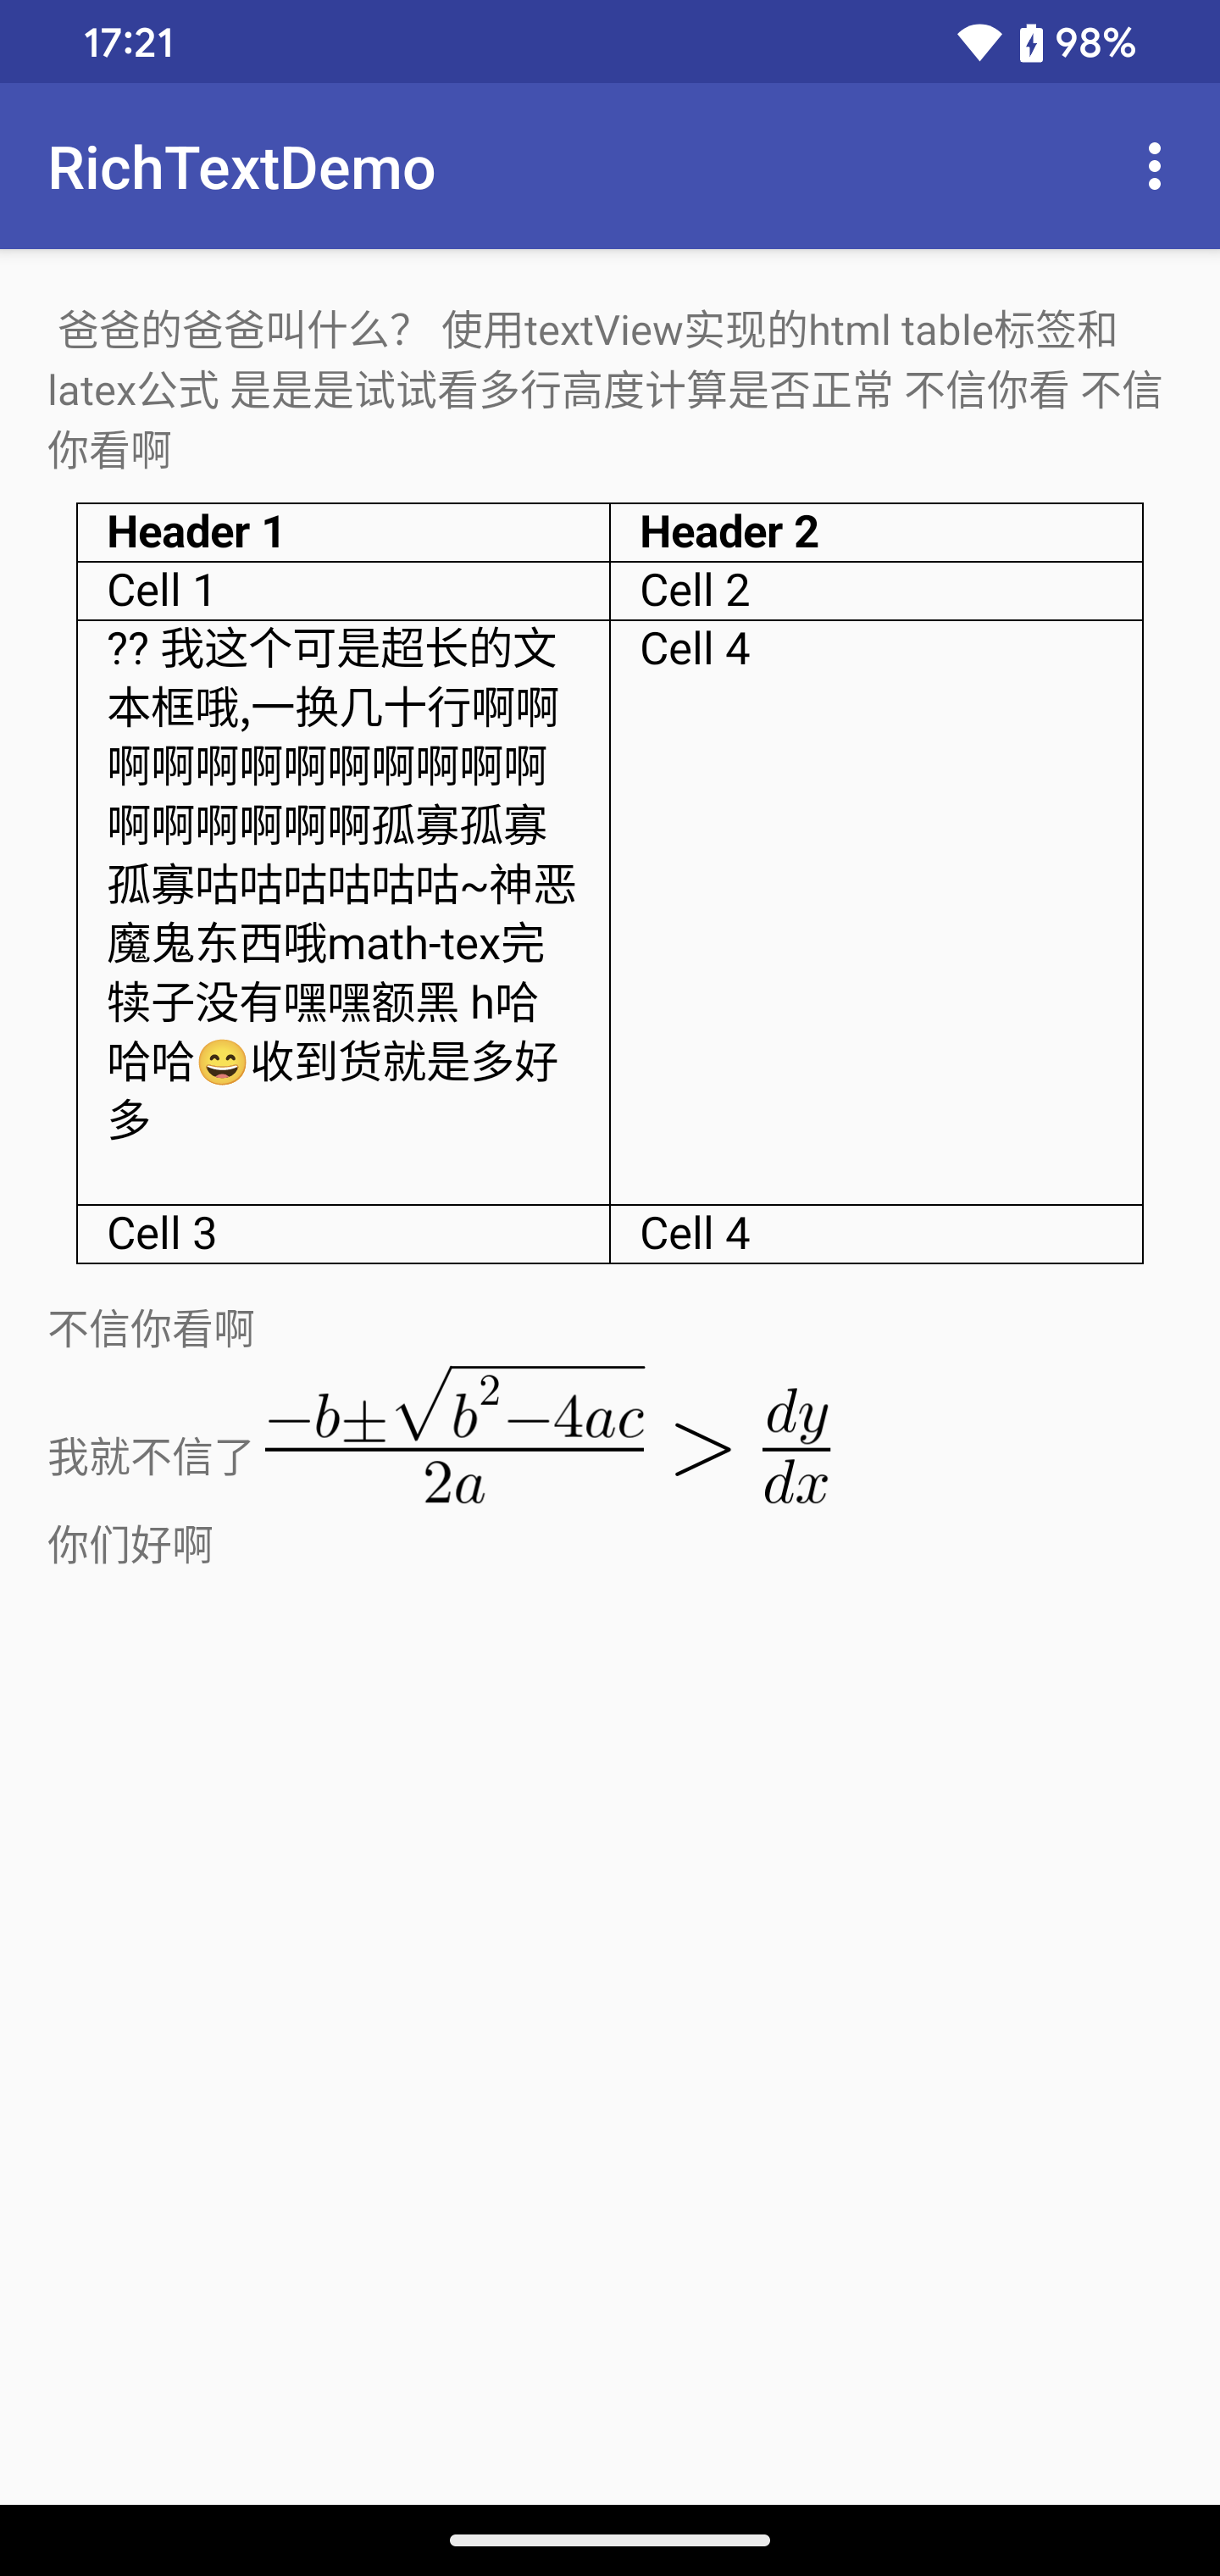 17:21 98%
RichTextDemo
爸爸的爸爸叫什么? 使用textView实现的html table标签和
latex公式 是是是试试看多行高度计算是否正常 不信你看 不信
你看啊
Header 1 Header 2
Cell 1 Cell 2
?? 我这个可是超长的文 Cell 4
本框哦,一换几十行啊啊
啊啊啊啊啊啊啊啊啊啊
啊啊啊啊啊啊孤寡孤寡
孤寡咕咕咕咕咕咕~神恶
魔鬼东西哦math-tex完
犊子没有嘿嘿额黑 h哈
哈哈😄收到货就是多好
多
Cell 3 Cell 4
不信你看啊
我就不信了 \frac{-b±\sqrt{b^2-4ac}}{2a} > \frac{dy}{dx}
你们好啊